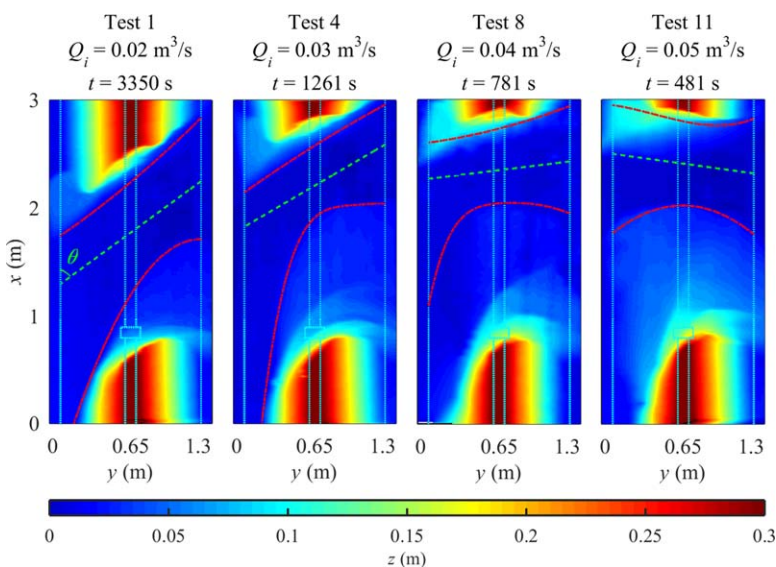 Test 1
Q_i = 0.02 m³/s
t = 3350 s
Test 4
Q_i = 0.03 m³/s
t = 1261 s
Test 8
Q_i = 0.04 m³/s
t = 781 s
Test 11
Q_i = 0.05 m³/s
t = 481 s
3
2
1
0
x (m)
θ
0 0.65 1.3
y (m)
0 0.65 1.3
y (m)
0 0.65 1.3
y (m)
0 0.65 1.3
y (m)
0 0.05 0.1 0.15 0.2 0.25 0.3
z (m)